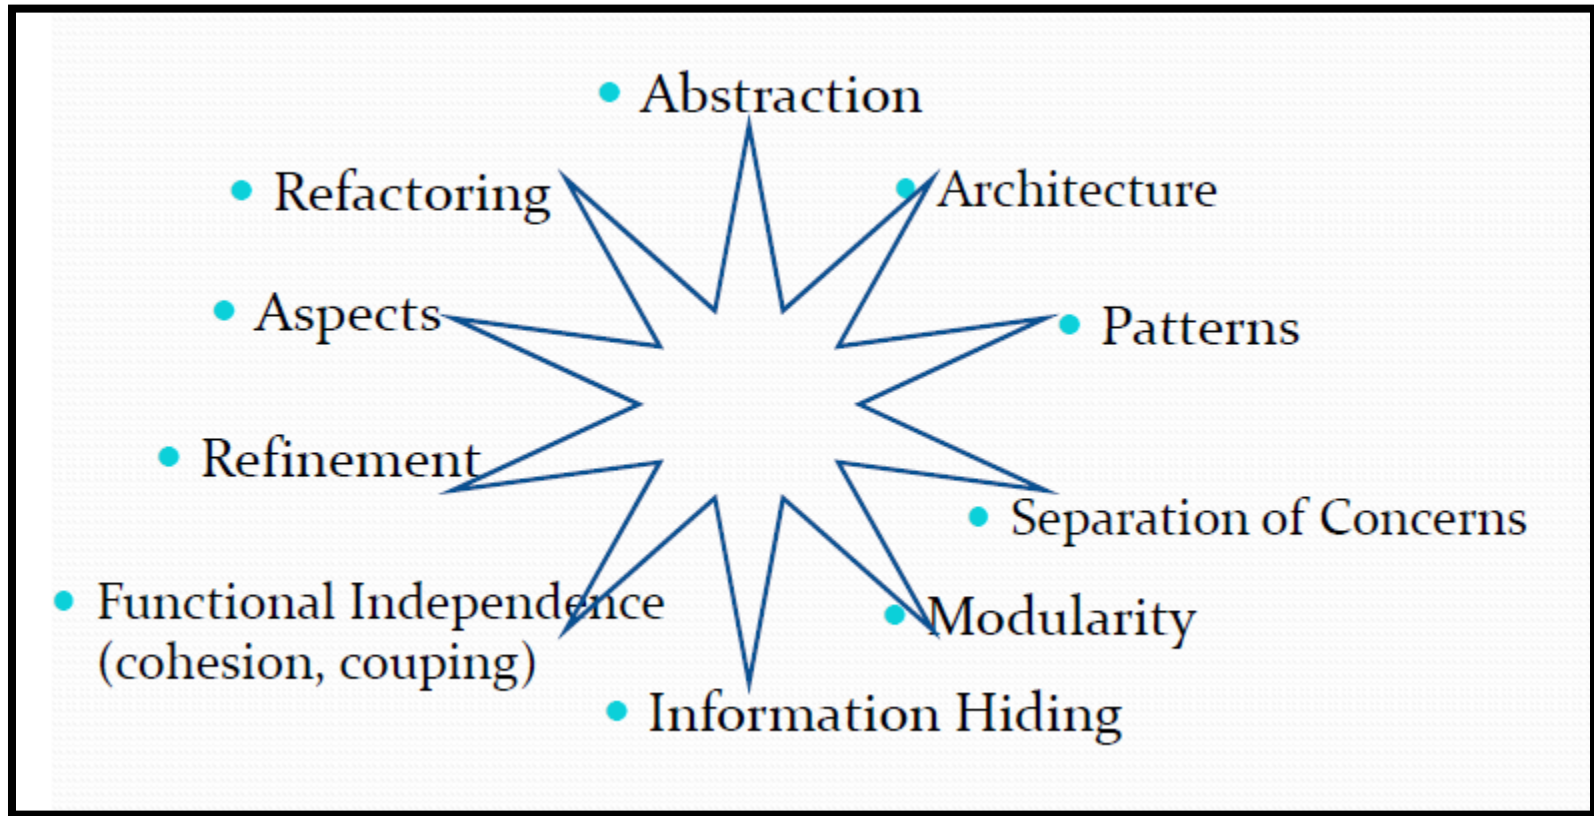 • Abstraction
• Refactoring
• Architecture
• Aspects
• Patterns
• Refinement
• Separation of Concerns
• Functional Independence
(cohesion, couping)
• Modularity
• Information Hiding